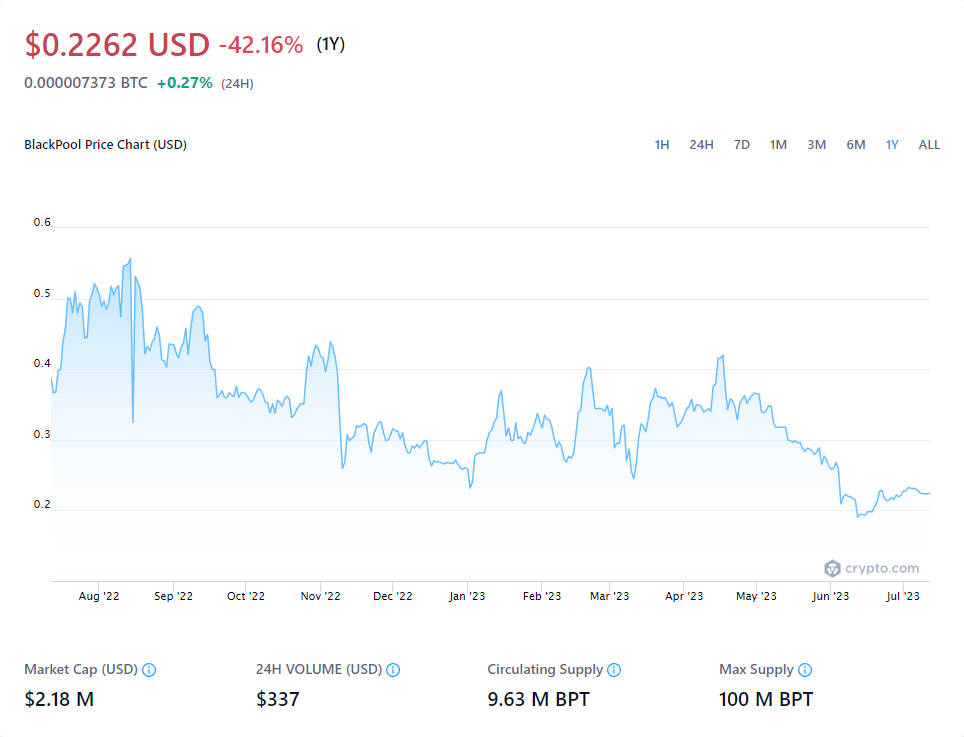 $0.2262 USD -42.16% (1Y)
0.000007373 BTC +0.27% (24H)
BlackPool Price Chart (USD) 1H 24H 7D 1M 3M 6M 1Y ALL
0.6
0.5
0.4
0.3
0.2
crypto.com
Aug '22 Sep '22 Oct '22 Nov '22 Dec '22 Jan '23 Feb '23 Mar '23 Apr '23 May '23 Jun '23 Jul '23
Market Cap (USD) 24H VOLUME (USD) Circulating Supply Max Supply
$2.18 M $337 9.63 M BPT 100 M BPT